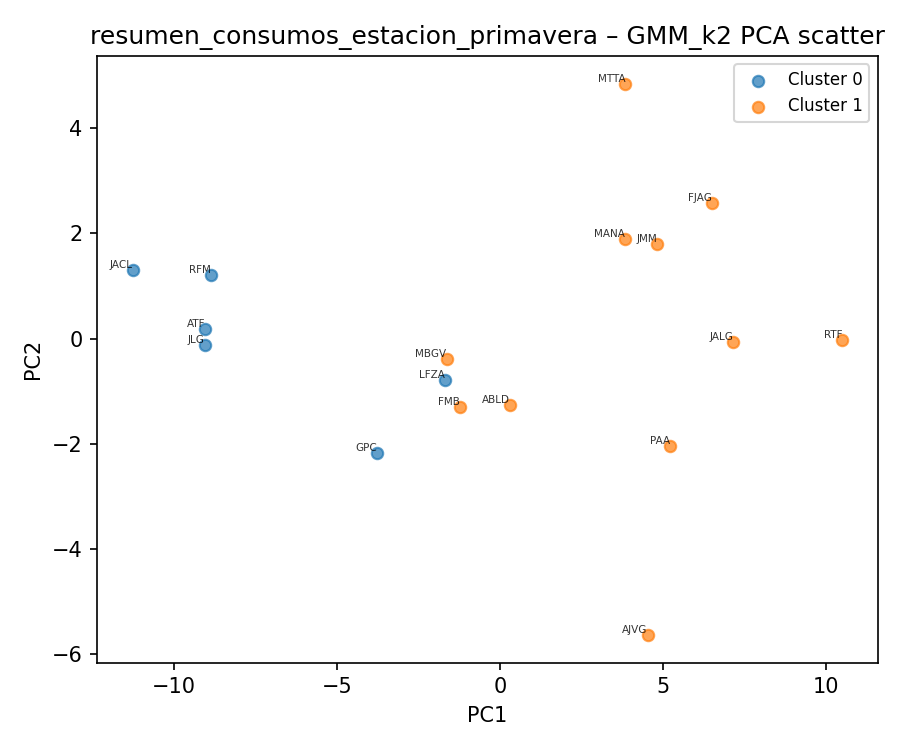 resumen_consumos_estacion_primavera – GMM_k2 PCA scatter
Cluster 0
Cluster 1
MTTA
FJAG
MANA
JMM
JACL
RFM
ATF
JLG
JALG
RTF
MBGV
LFZA
FMB
ABLD
PAA
GPC
AJVG
4
2
0
−2
−4
−6
PC2
−10
−5
0
5
10
PC1